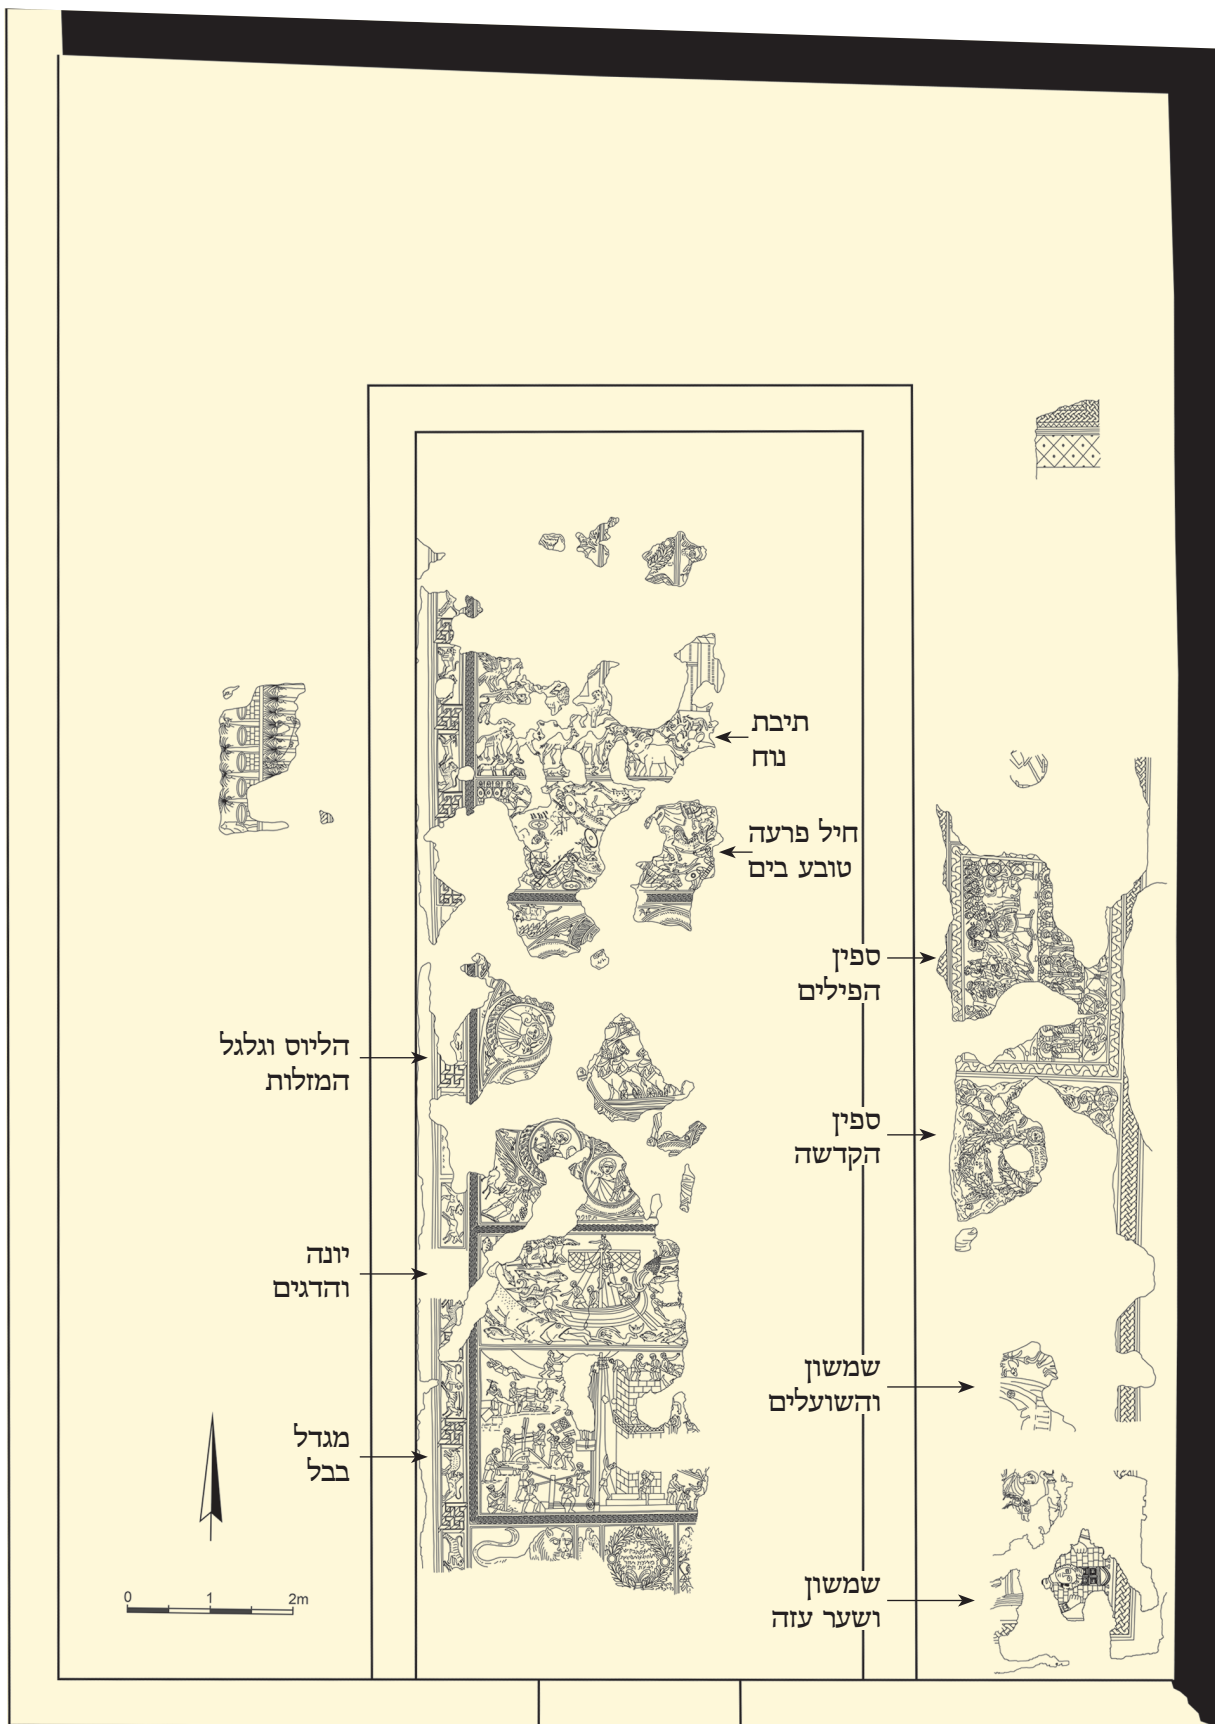 תיבת
נוח
חיל פרעה
טובע בים
ספין
הפילים
הליוס וגלגל
המזלות
ספין
הקדשה
יונה
והדגים
שמשון
והשועלים
מגדל
בבל
שמשון
ושער עזה
0 1 2m